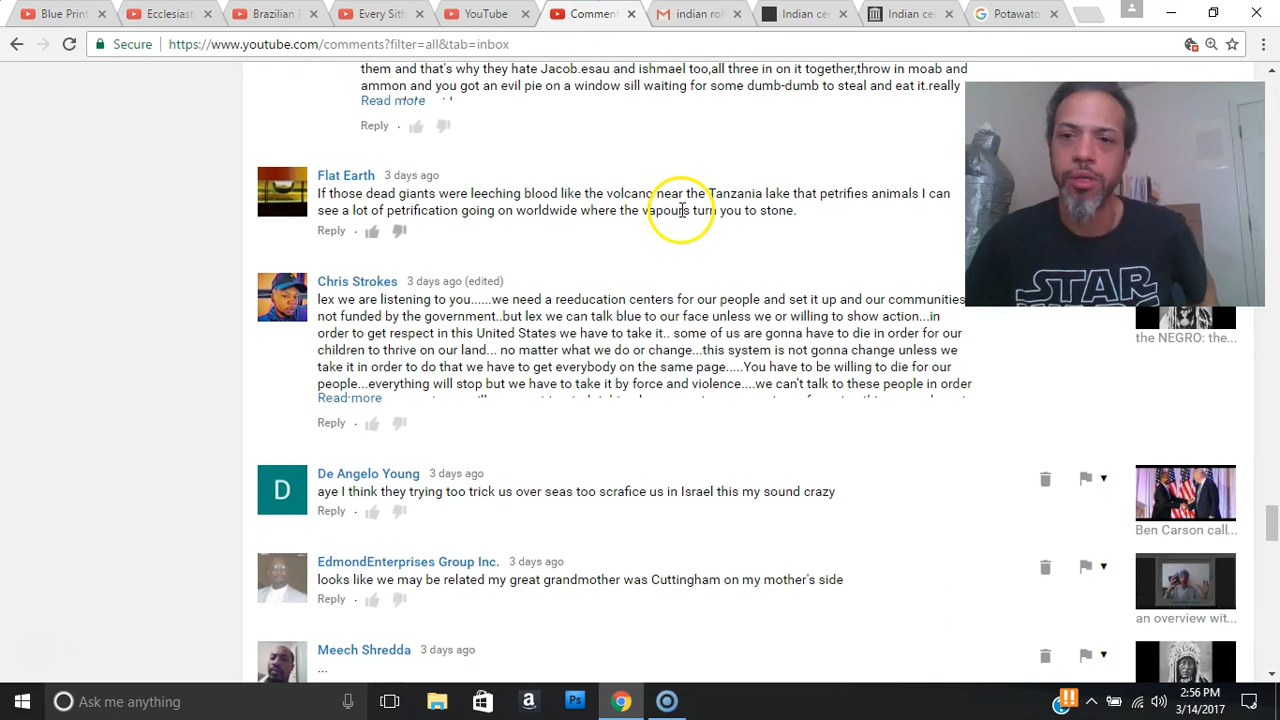 Blue Print
Ecclesiast
Brazilian F
Every Sith
YouTube
Comment
indian roll
Indian cen
Indian cen
Potawato
Secure
https://www.youtube.com/comments?filter=all&tab=inbox
them and that's why they hate Jacob.esau and ishmael too,all three in on it together,throw in moab and
ammon and you got an evil pie on a window sill waiting for some dumb-dumb to steal and eat it.really
Read more
Reply
Flat Earth 3 days ago
If those dead giants were leeching blood like the volcano near the Tanzania lake that petrifies animals I can
see a lot of petrification going on worldwide where the vapours turn you to stone.
Reply
Chris Strokes 3 days ago (edited)
lex we are listening to you......we need a reeducation centers for our people and set it up and our communities
not funded by the government..but lex we can talk blue to our face unless we or willing to show action...in
order to get respect in this United States we have to take it.. some of us are gonna have to die in order for our
children to thrive on our land... no matter what we do or change...this system is not gonna change unless we
take it in order to do that we have to get everybody on the same page.....You have to be willing to die for our
people...everything will stop but we have to take it by force and violence....we can't talk to these people in order
Read more
Reply
STAR
WARS
the NEGRO: the...
D
De Angelo Young 3 days ago
aye I think they trying too trick us over seas too scrafice us in Israel this my sound crazy
Reply
Ben Carson call...
EdmondEnterprises Group Inc. 3 days ago
looks like we may be related my great grandmother was Cuttingham on my mother's side
Reply
an overview wit...
Meech Shredda 3 days ago
...
Ask me anything
2:56 PM
3/14/2017